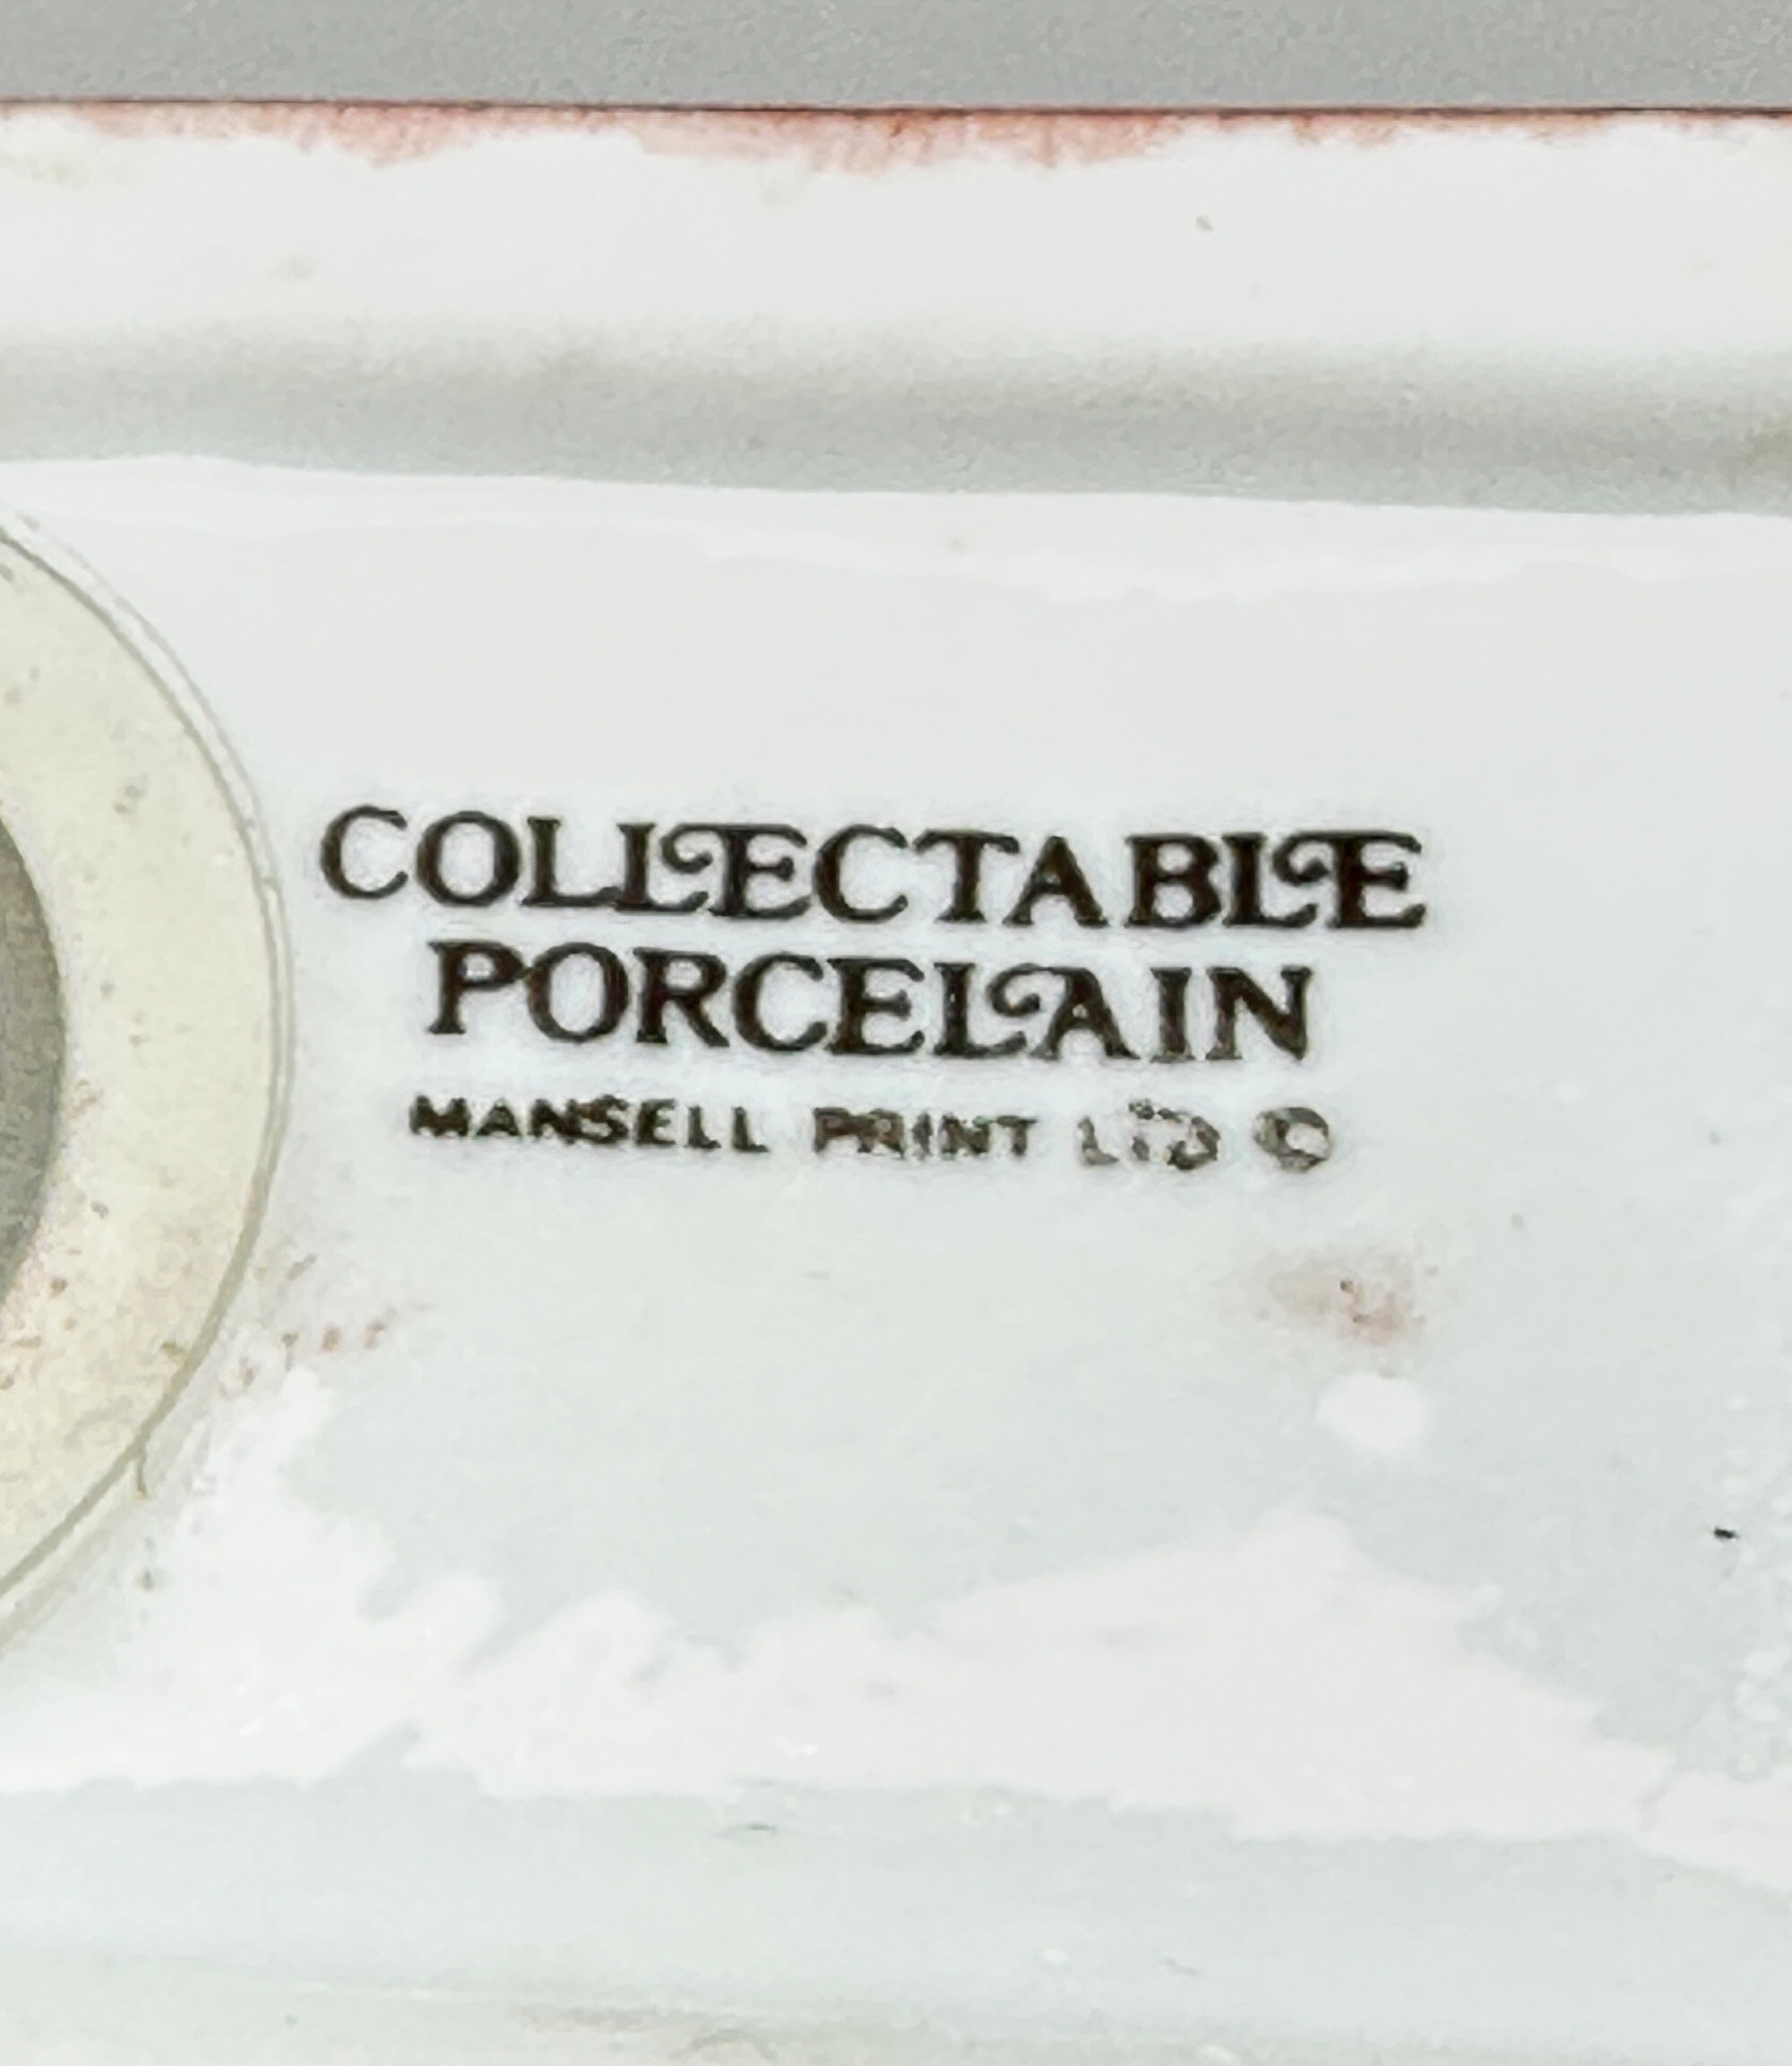 COLLECTABLE
PORCELAIN
MANSELL PRINT LTD ©